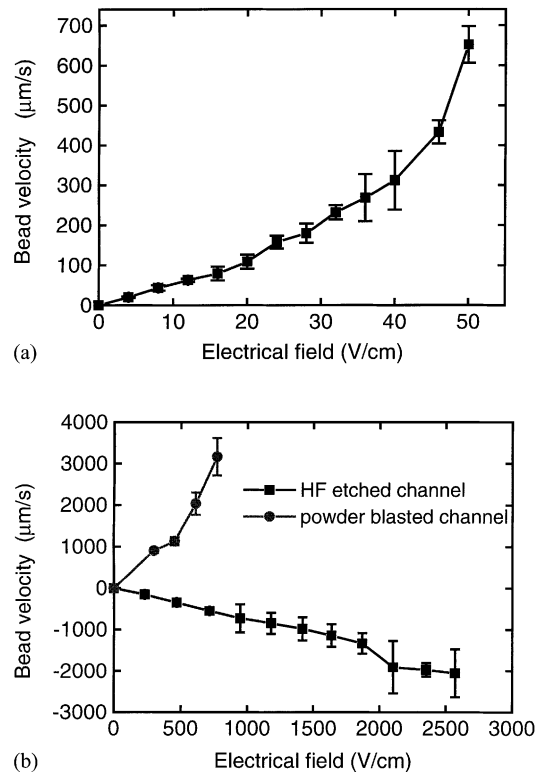 700
600
500
400
300
200
100
0
Bead velocity (μm/s)
0 10 20 30 40 50
(a) Electrical field (V/cm)
4000
3000
2000
1000
0
-1000
-2000
-3000
Bead velocity (μm/s)
HF etched channel
powder blasted channel
0 500 1000 1500 2000 2500 3000
(b) Electrical field (V/cm)